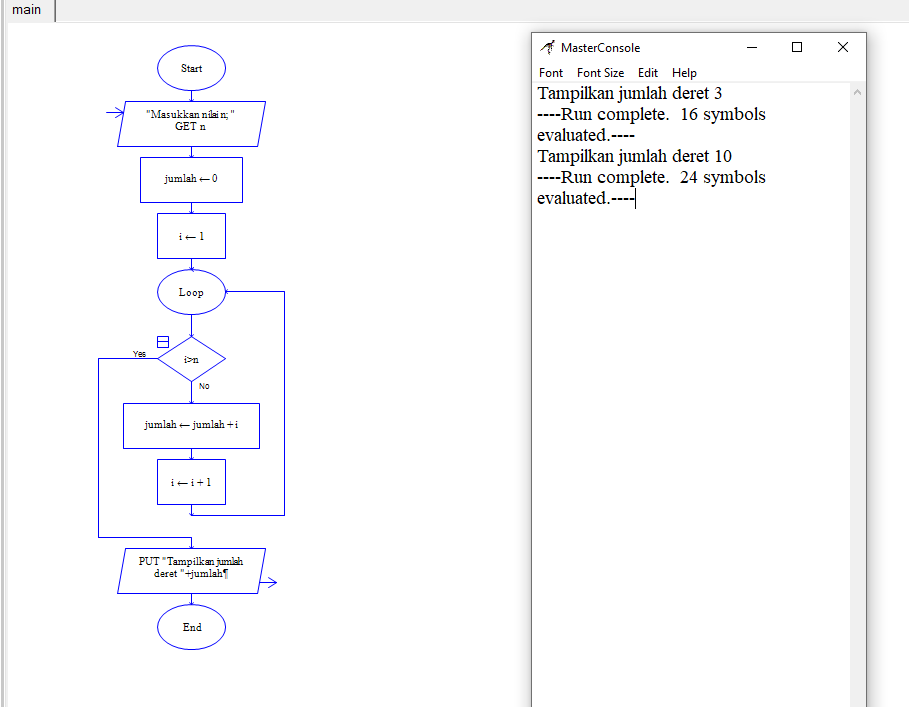 main
Start
"Masukkan nilai n; "
GET n
jumlah ← 0
i ← 1
Loop
Yes
i>n
No
jumlah ← jumlah + i
i ← i + 1
PUT "Tampilkan jumlah
deret "+jumlah¶
End
MasterConsole
Font Font Size Edit Help
Tampilkan jumlah deret 3
----Run complete.  16 symbols
evaluated.----
Tampilkan jumlah deret 10
----Run complete.  24 symbols
evaluated.----